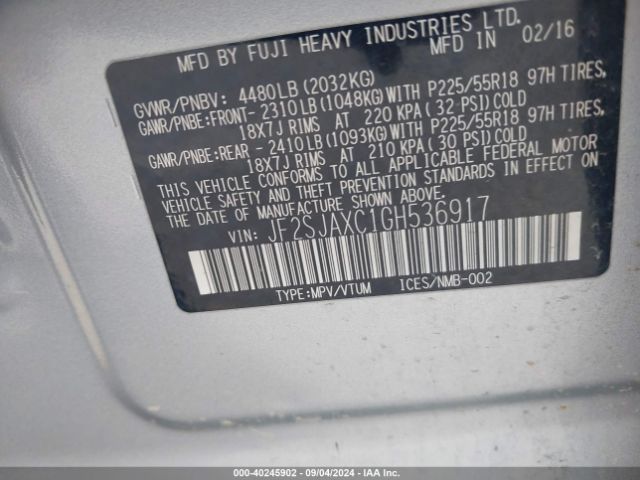 MFD BY FUJI HEAVY INDUSTRIES LTD.
MFD IN 02/16
GVWR/PNBV: 4480LB (2032KG)
GAWR/PNBE:FRONT- 2310LB (1048KG)WITH P225/55R18 97H TIRES,
18X7J RIMS AT 220 KPA( 32 PSI) COLD
GAWR/PNBE:REAR - 2410LB (1093KG)WITH P225/55R18 97H TIRES,
18X7J RIMS AT 210 KPA( 30 PSI) COLD
THIS VEHICLE CONFORMS TO ALL APPLICABLE FEDERAL MOTOR
VEHICLE SAFETY AND THEFT PREVENTION STANDARDS IN EFFECT ON
THE DATE OF MANUFACTURE SHOWN ABOVE.
VIN: JF2SJAXC1GH536917
TYPE:MPV/VTUM ICES/NMB-002
000-40245902 - 09/04/2024 - IAA Inc.